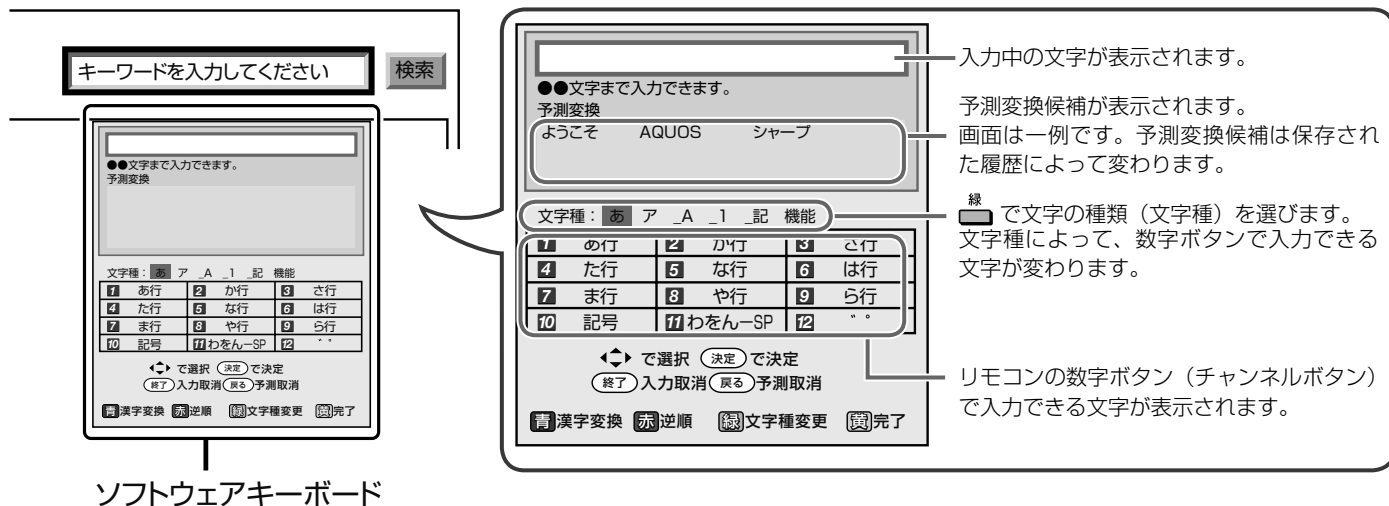 キーワードを入力してください 検索
●●文字まで入力できます。
予測変換
文字種： あ ア _A _1 _記 機能
1 あ行 2 か行 3 さ行
4 た行 5 な行 6 は行
7 ま行 8 や行 9 ら行
10 記号 11 わをんーSP 12 ゛゜
で選択 決定 で決定
終了 入力取消 戻る 予測取消
青 漢字変換 赤 逆順 緑 文字種変更 黄 完了
ソフトウェアキーボード
●●文字まで入力できます。
予測変換
ようこそ AQUOS シャープ
文字種： あ ア _A _1 _記 機能
1 あ行 2 か行 3 さ行
4 た行 5 な行 6 は行
7 ま行 8 や行 9 ら行
10 記号 11 わをんーSP 12 ゛゜
で選択 決定 で決定
終了 入力取消 戻る 予測取消
青 漢字変換 赤 逆順 緑 文字種変更 黄 完了
入力中の文字が表示されます。
予測変換候補が表示されます。
画面は一例です。予測変換候補は保存され
た履歴によって変わります。
緑
で文字の種類（文字種）を選びます。
文字種によって、数字ボタンで入力できる
文字が変わります。
リモコンの数字ボタン（チャンネルボタン）
で入力できる文字が表示されます。